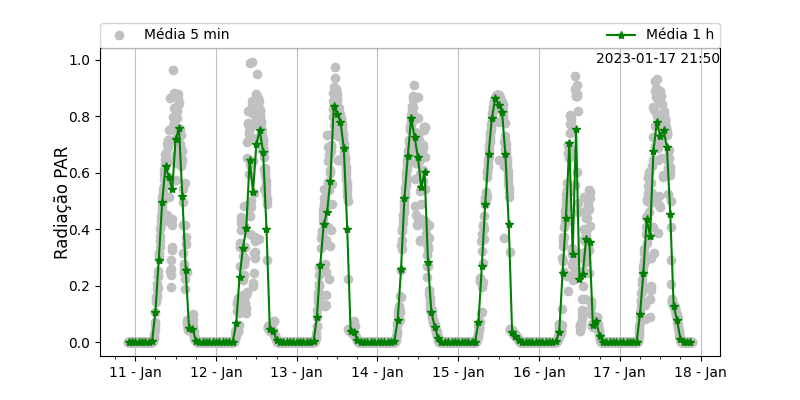 Média 5 min
Média 1 h
2023-01-17 21:50
Radiação PAR
1.0
0.8
0.6
0.4
0.2
0.0
11 - Jan
12 - Jan
13 - Jan
14 - Jan
15 - Jan
16 - Jan
17 - Jan
18 - Jan